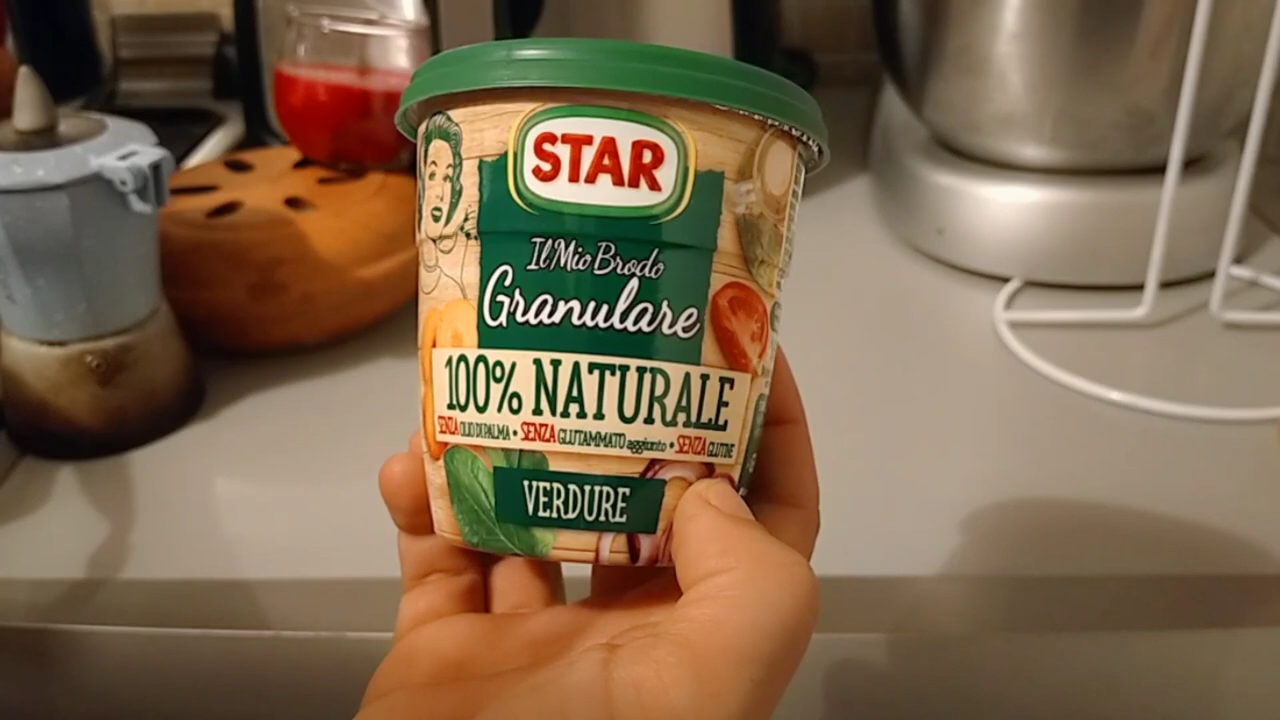 STAR
Il Mio Brodo
Granulare
100% NATURALE
SENZA OLIO DI PALMA • SENZA GLUTAMMATO aggiunto • SENZA GLUTINE
VERDURE